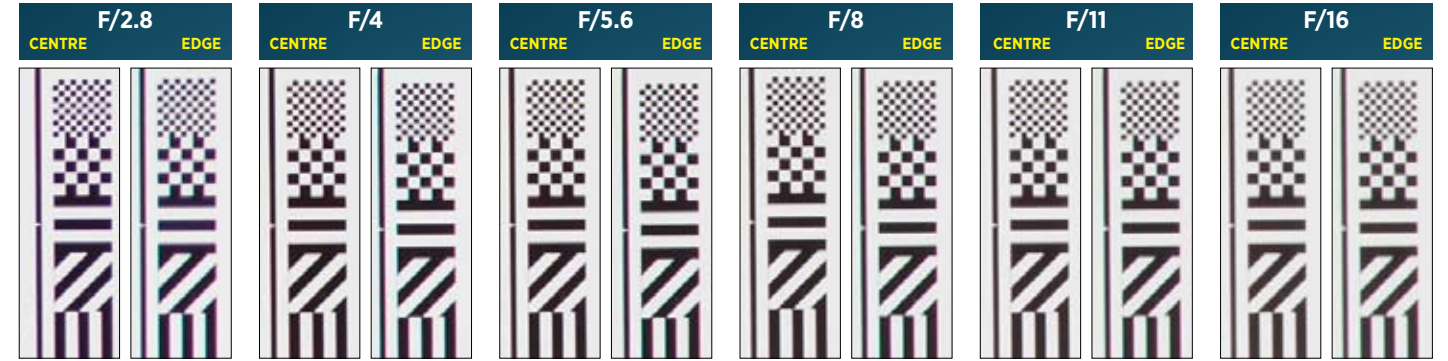 F/2.8
CENTRE EDGE
F/4
CENTRE EDGE
F/5.6
CENTRE EDGE
F/8
CENTRE EDGE
F/11
CENTRE EDGE
F/16
CENTRE EDGE